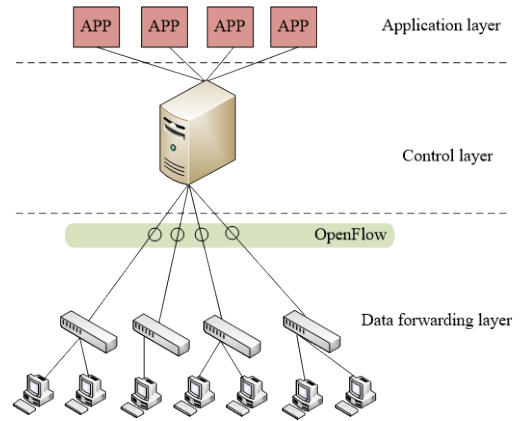 APP APP APP APP
Application layer
Control layer
OpenFlow
Data forwarding layer